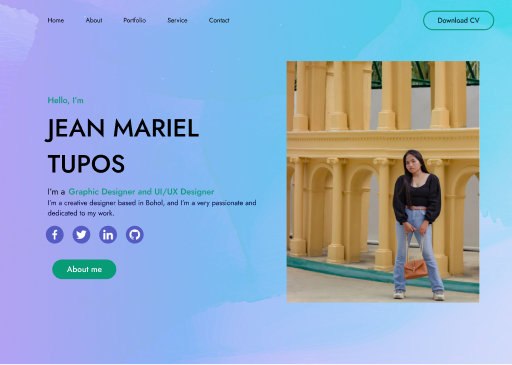 Home About Portfolio Service Contact Download CV
Hello, I'm
JEAN MARIEL
TUPOS
I'm a Graphic Designer and UI/UX Designer
I'm a creative designer based in Bohol, and I'm a very passionate and
dedicated to my work.
About me